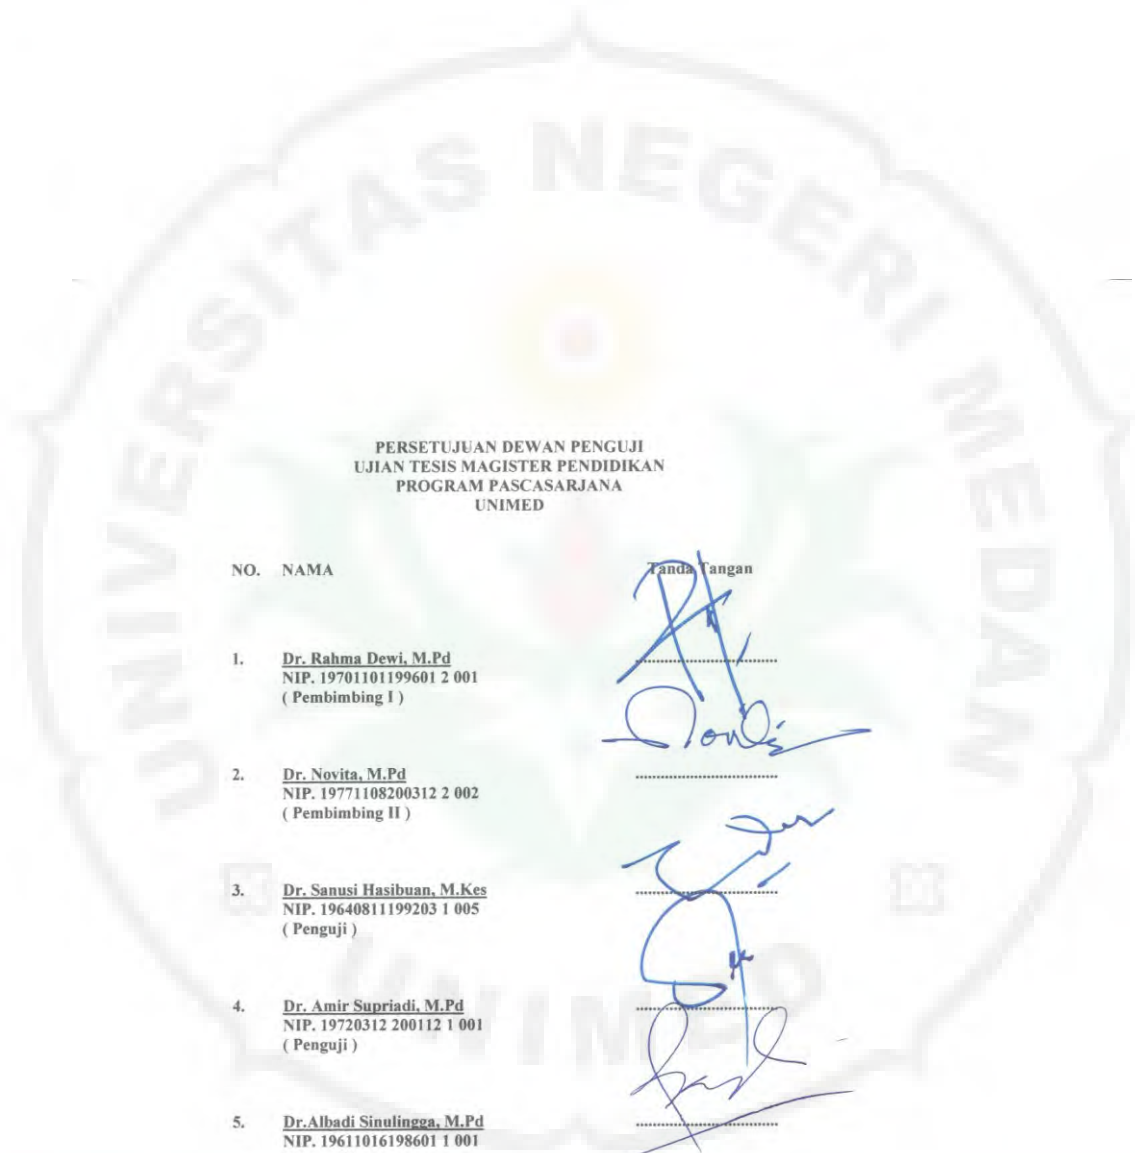 UNIVERSITAS NEGERI MEDAN
PERSETUJUAN DEWAN PENGUJI
UJIAN TESIS MAGISTER PENDIDIKAN
PROGRAM PASCASARJANA
UNIMED
NO. NAMA Tanda Tangan
1. Dr. Rahma Dewi, M.Pd ..............................
NIP. 19701101199601 2 001
( Pembimbing I )
2. Dr. Novita, M.Pd ..............................
NIP. 19771108200312 2 002
( Pembimbing II )
3. Dr. Sanusi Hasibuan, M.Kes ..............................
NIP. 19640811199203 1 005
( Penguji )
4. Dr. Amir Supriadi, M.Pd ..............................
NIP. 19720312 200112 1 001
( Penguji )
5. Dr.Albadi Sinulingga, M.Pd ..............................
NIP. 19611016198601 1 001
UNIMED